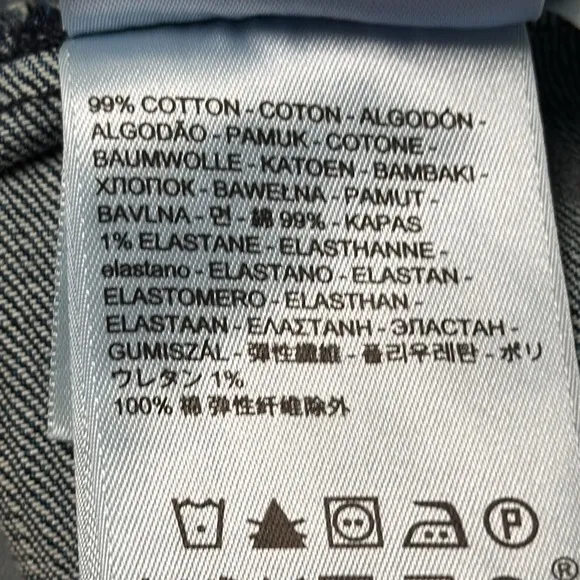 99% COTTON - COTON - ALGODÓN -
ALGODÃO - PAMUK - COTONE -
BAUMWOLLE - KATOEN - BAMBAKI -
ХЛОПОК - BAWEŁNA - PAMUT -
BAVLNA - 면 - 綿 99% - KAPAS
1% ELASTANE - ELASTHANNE -
elastano - ELASTANO - ELASTAN -
ELASTOMERO - ELASTHAN -
ELASTAAN - ΕΛΑΣΤΑΝΗ - ЭЛАСТАН -
GUMISZÁL - 彈性纖維 - 폴리우레탄 - ポリ
ウレタン 1%
100% 棉 弹性纤维除外
P
®